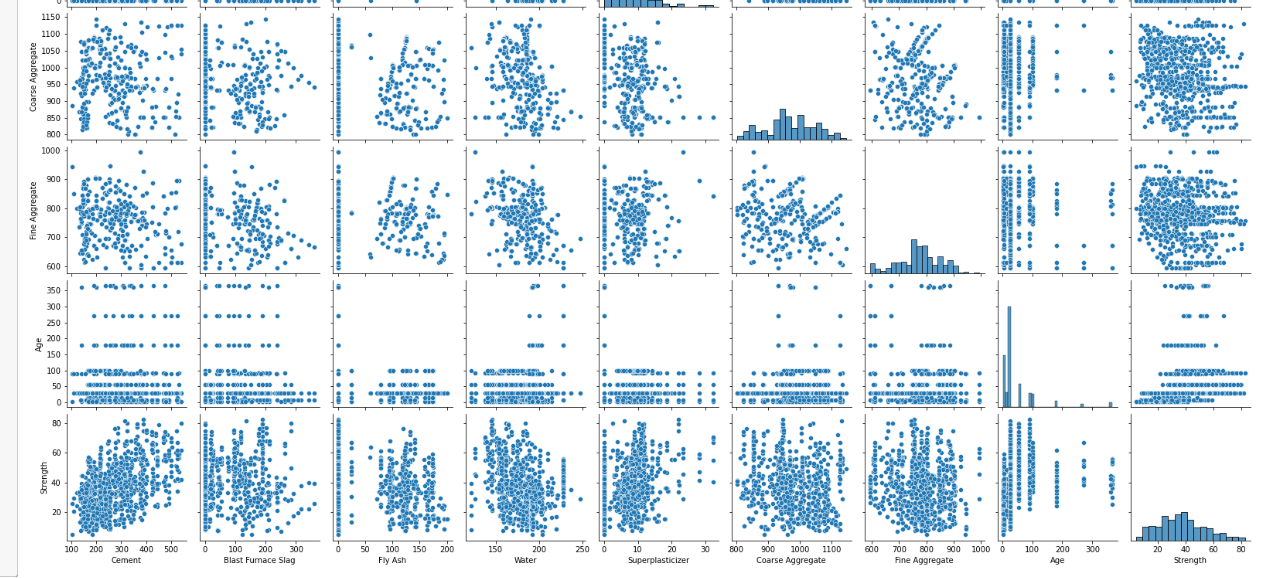 0
1150
1100
1050
1000
950
900
850
800
Coarse Aggregate
1000
900
800
700
600
Fine Aggregate
350
300
250
200
150
100
50
0
Age
80
60
40
20
Strength
100 200 300 400 500
0 100 200 300
0 50 100 150 200
150 200 250
0 10 20 30
800 900 1000 1100
600 700 800 900 1000
0 100 200 300
20 40 60 80
Cement Blast Furnace Slag Fly Ash Water Superplasticizer Coarse Aggregate Fine Aggregate Age Strength